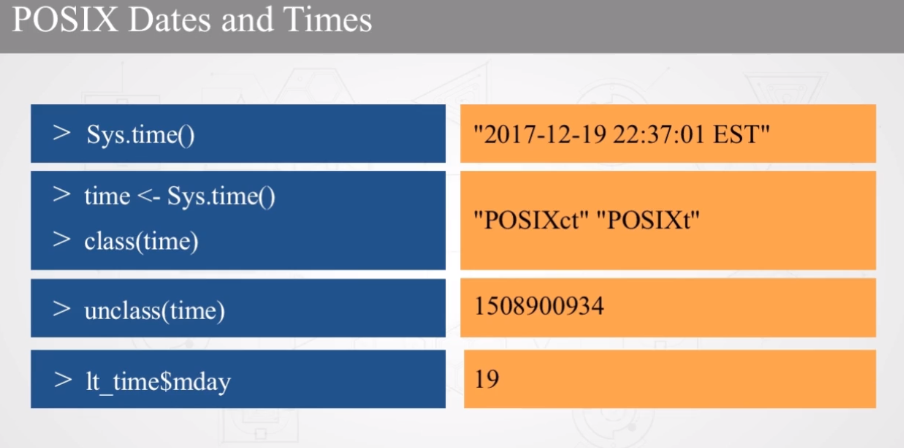 POSIX Dates and Times
> Sys.time()
"2017-12-19 22:37:01 EST"
> time <- Sys.time()
> class(time)
"POSIXct" "POSIXt"
> unclass(time)
1508900934
> lt_time$mday
19